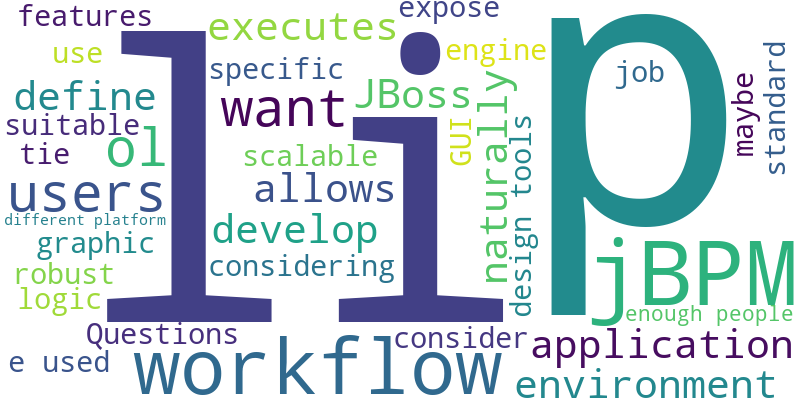 features
expose
use
executes
engine
specific
job
define
want
JBoss
li
p
maybe
standard
suitable
ol
tie
scalable
GUI
naturally
users
allows
design tools
different platform
develop
graphic
considering
jBPM
robust
logic
enough people
Questions
consider
application
e used
workflow
environment